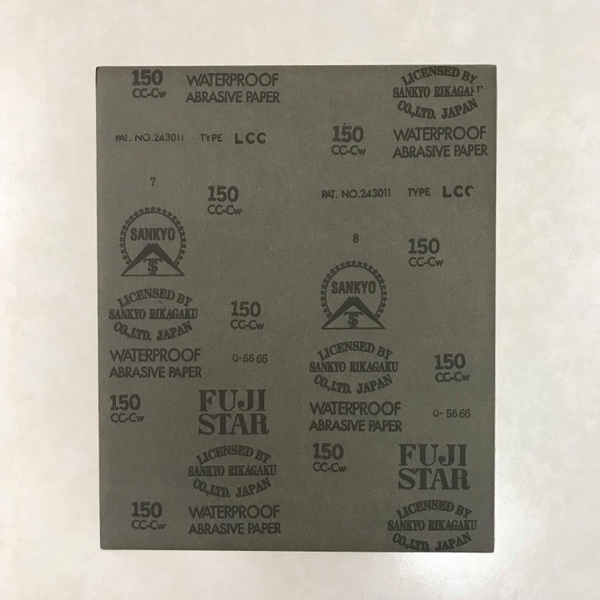 150
CC-Cw
WATERPROOF
ABRASIVE PAPER
LICENSED BY
SANKYO RIKAGAKU
CO.,LTD. JAPAN
150
CC-Cw
WATERPROOF
ABRASIVE PAPER
PAT. NO.243011 TYPE LCC
7
150
CC-Cw
PAT. NO.243011 TYPE LCC
SANKYO
8
150
CC-Cw
SANKYO
LICENSED BY
SANKYO RIKAGAKU
CO.,LTD. JAPAN
150
CC-Cw
WATERPROOF
ABRASIVE PAPER
Q-5666
LICENSED BY
SANKYO RIKAGAKU
CO.,LTD. JAPAN
150
CC-Cw
150
CC-Cw
FUJI
STAR
WATERPROOF
ABRASIVE PAPER
Q-5666
LICENSED BY
SANKYO RIKAGAKU
CO.,LTD. JAPAN
150
CC-Cw
FUJI
STAR
150
CC-Cw
WATERPROOF
ABRASIVE PAPER
LICENSED BY
SANKYO RIKAGAKU
CO.,LTD. JAPAN